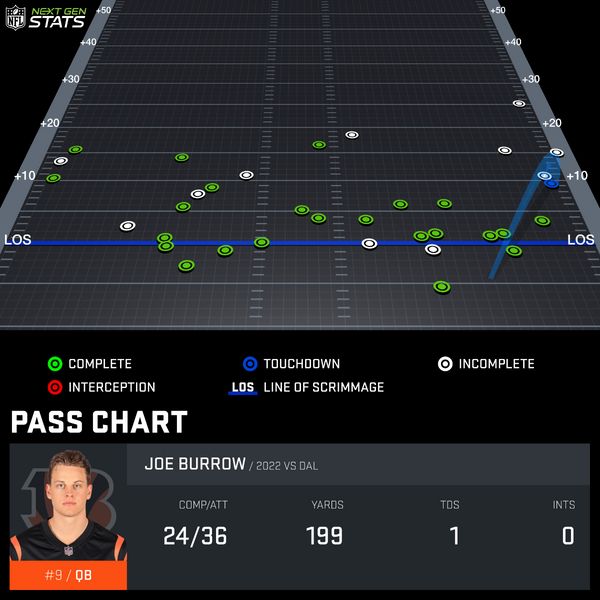 NFL NEXT GEN STATS
+50 +50
+30 +30
+20 +20
+10 +10
LOS LOS
COMPLETE TOUCHDOWN INCOMPLETE
INTERCEPTION LOS LINE OF SCRIMMAGE
PASS CHART
JOE BURROW / 2022 VS DAL
COMP/ATT YARDS TDS INTS
24/36 199 1 0
#9 / QB